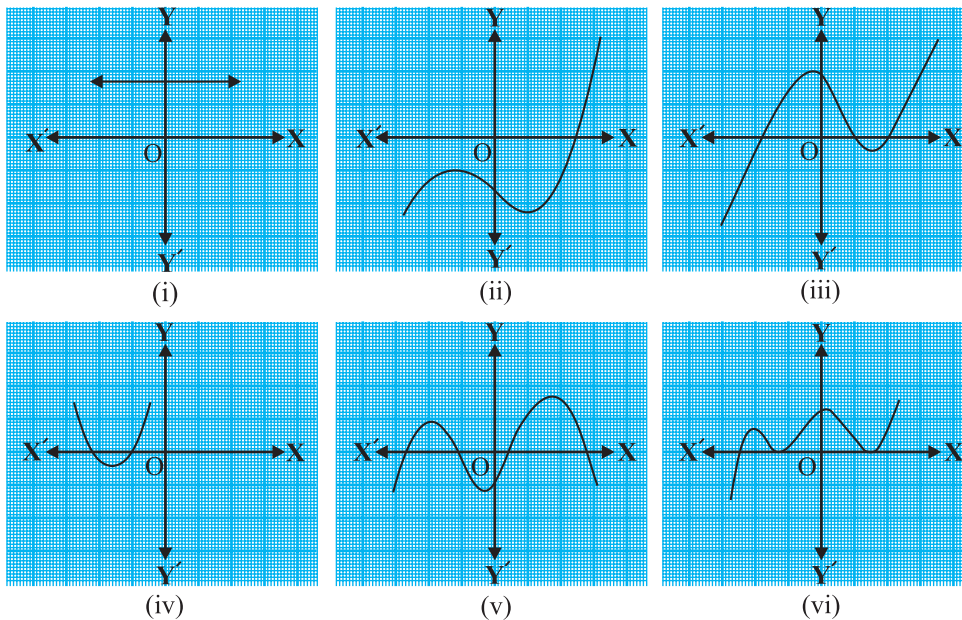 Y Y Y
X′ X X′ X X′ X
O O O
Y′ Y′ Y′
(i) (ii) (iii)
Y Y Y
X′ X X′ X X′ X
O O O
Y′ Y′ Y′
(iv) (v) (vi)